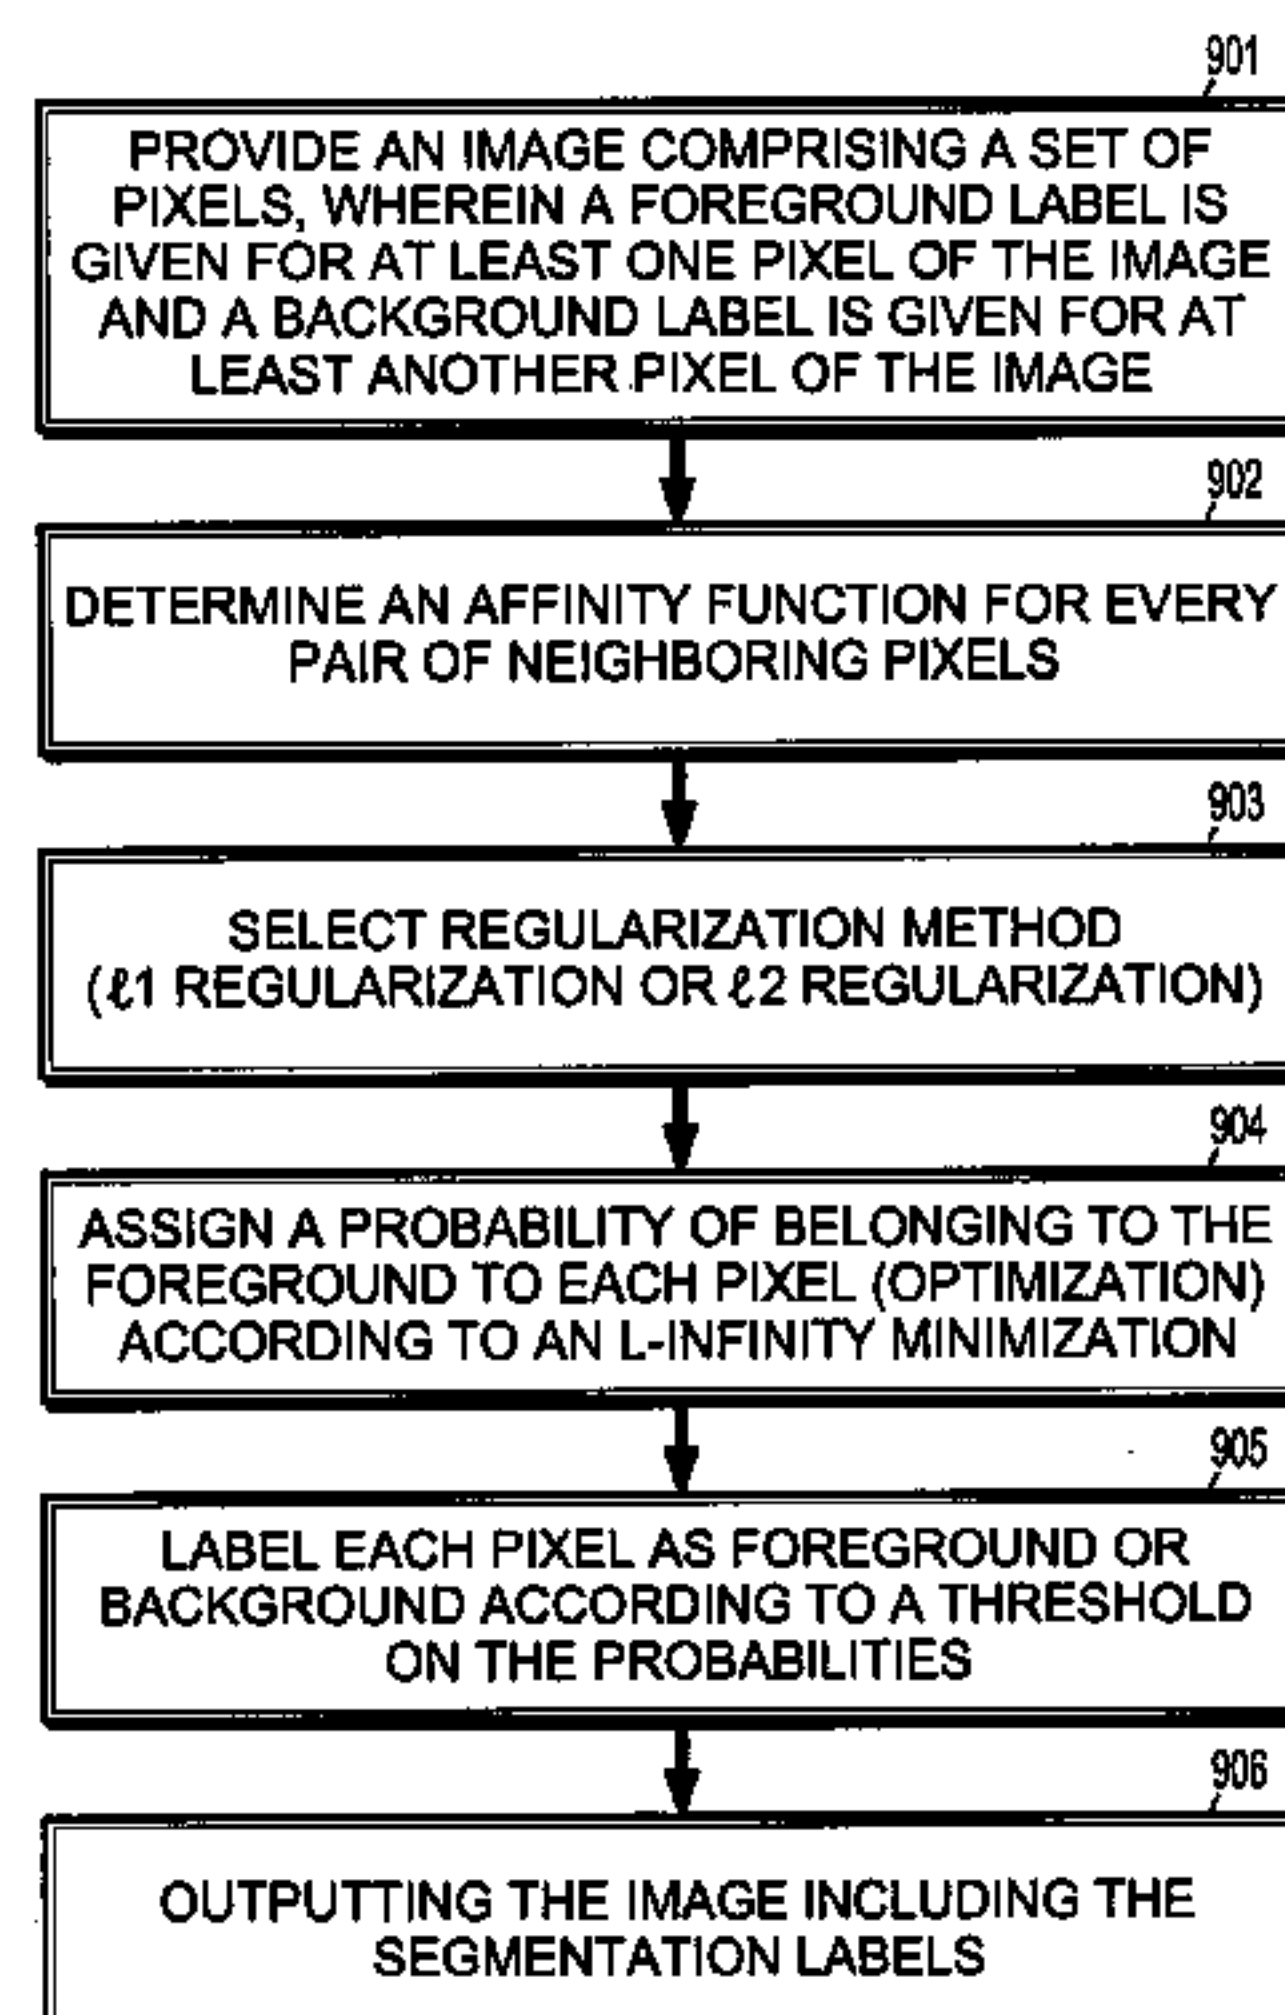 901
PROVIDE AN IMAGE COMPRISING A SET OF
PIXELS, WHEREIN A FOREGROUND LABEL IS
GIVEN FOR AT LEAST ONE PIXEL OF THE IMAGE
AND A BACKGROUND LABEL IS GIVEN FOR AT
LEAST ANOTHER PIXEL OF THE IMAGE
902
DETERMINE AN AFFINITY FUNCTION FOR EVERY
PAIR OF NEIGHBORING PIXELS
903
SELECT REGULARIZATION METHOD
(ℓ1 REGULARIZATION OR ℓ2 REGULARIZATION)
904
ASSIGN A PROBABILITY OF BELONGING TO THE
FOREGROUND TO EACH PIXEL (OPTIMIZATION)
ACCORDING TO AN L-INFINITY MINIMIZATION
905
LABEL EACH PIXEL AS FOREGROUND OR
BACKGROUND ACCORDING TO A THRESHOLD
ON THE PROBABILITIES
906
OUTPUTTING THE IMAGE INCLUDING THE
SEGMENTATION LABELS